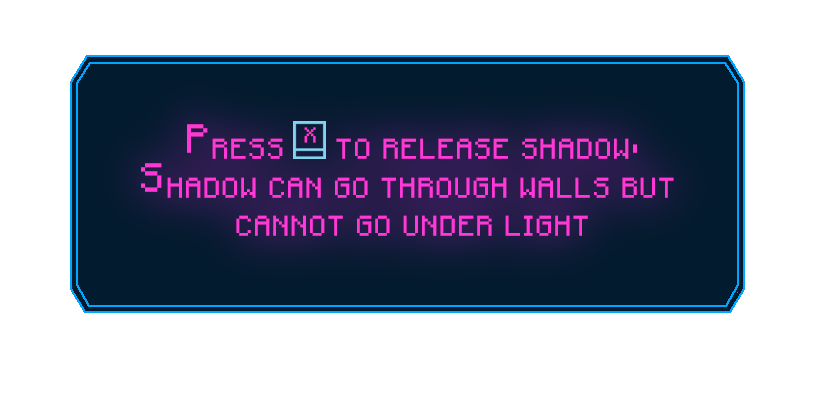 Press X to release shadow.
Shadow can go through walls but
cannot go under light